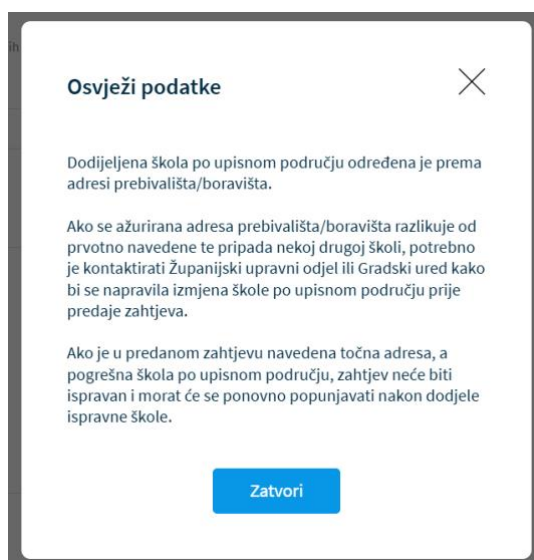 ih
Osvježi podatke
Dodijeljena škola po upisnom području određena je prema
adresi prebivališta/boravišta.
Ako se ažurirana adresa prebivališta/boravišta razlikuje od
prvotno navedene te pripada nekoj drugoj školi, potrebno
je kontaktirati Županijski upravni odjel ili Gradski ured kako
bi se napravila izmjena škole po upisnom području prije
predaje zahtjeva.
Ako je u predanom zahtjevu navedena točna adresa, a
pogrešna škola po upisnom području, zahtjev neće biti
ispravan i morat će se ponovno popunjavati nakon dodjele
ispravne škole.
Zatvori